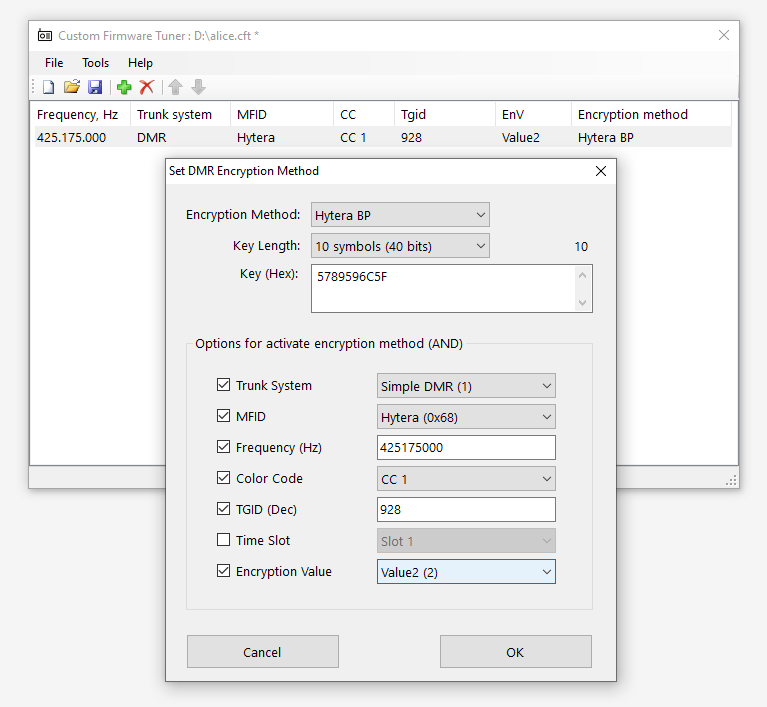 Custom Firmware Tuner : D:\alice.cft *
File Tools Help
Frequency, Hz Trunk system MFID CC Tgid EnV Encryption method
425.175.000 DMR Hytera CC 1 928 Value2 Hytera BP
Set DMR Encryption Method
Encryption Method: Hytera BP
Key Length: 10 symbols (40 bits) 10
Key (Hex): 5789596C5F
Options for activate encryption method (AND)
Trunk System Simple DMR (1)
MFID Hytera (0x68)
Frequency (Hz) 425175000
Color Code CC 1
TGID (Dec) 928
Time Slot Slot 1
Encryption Value Value2 (2)
Cancel OK